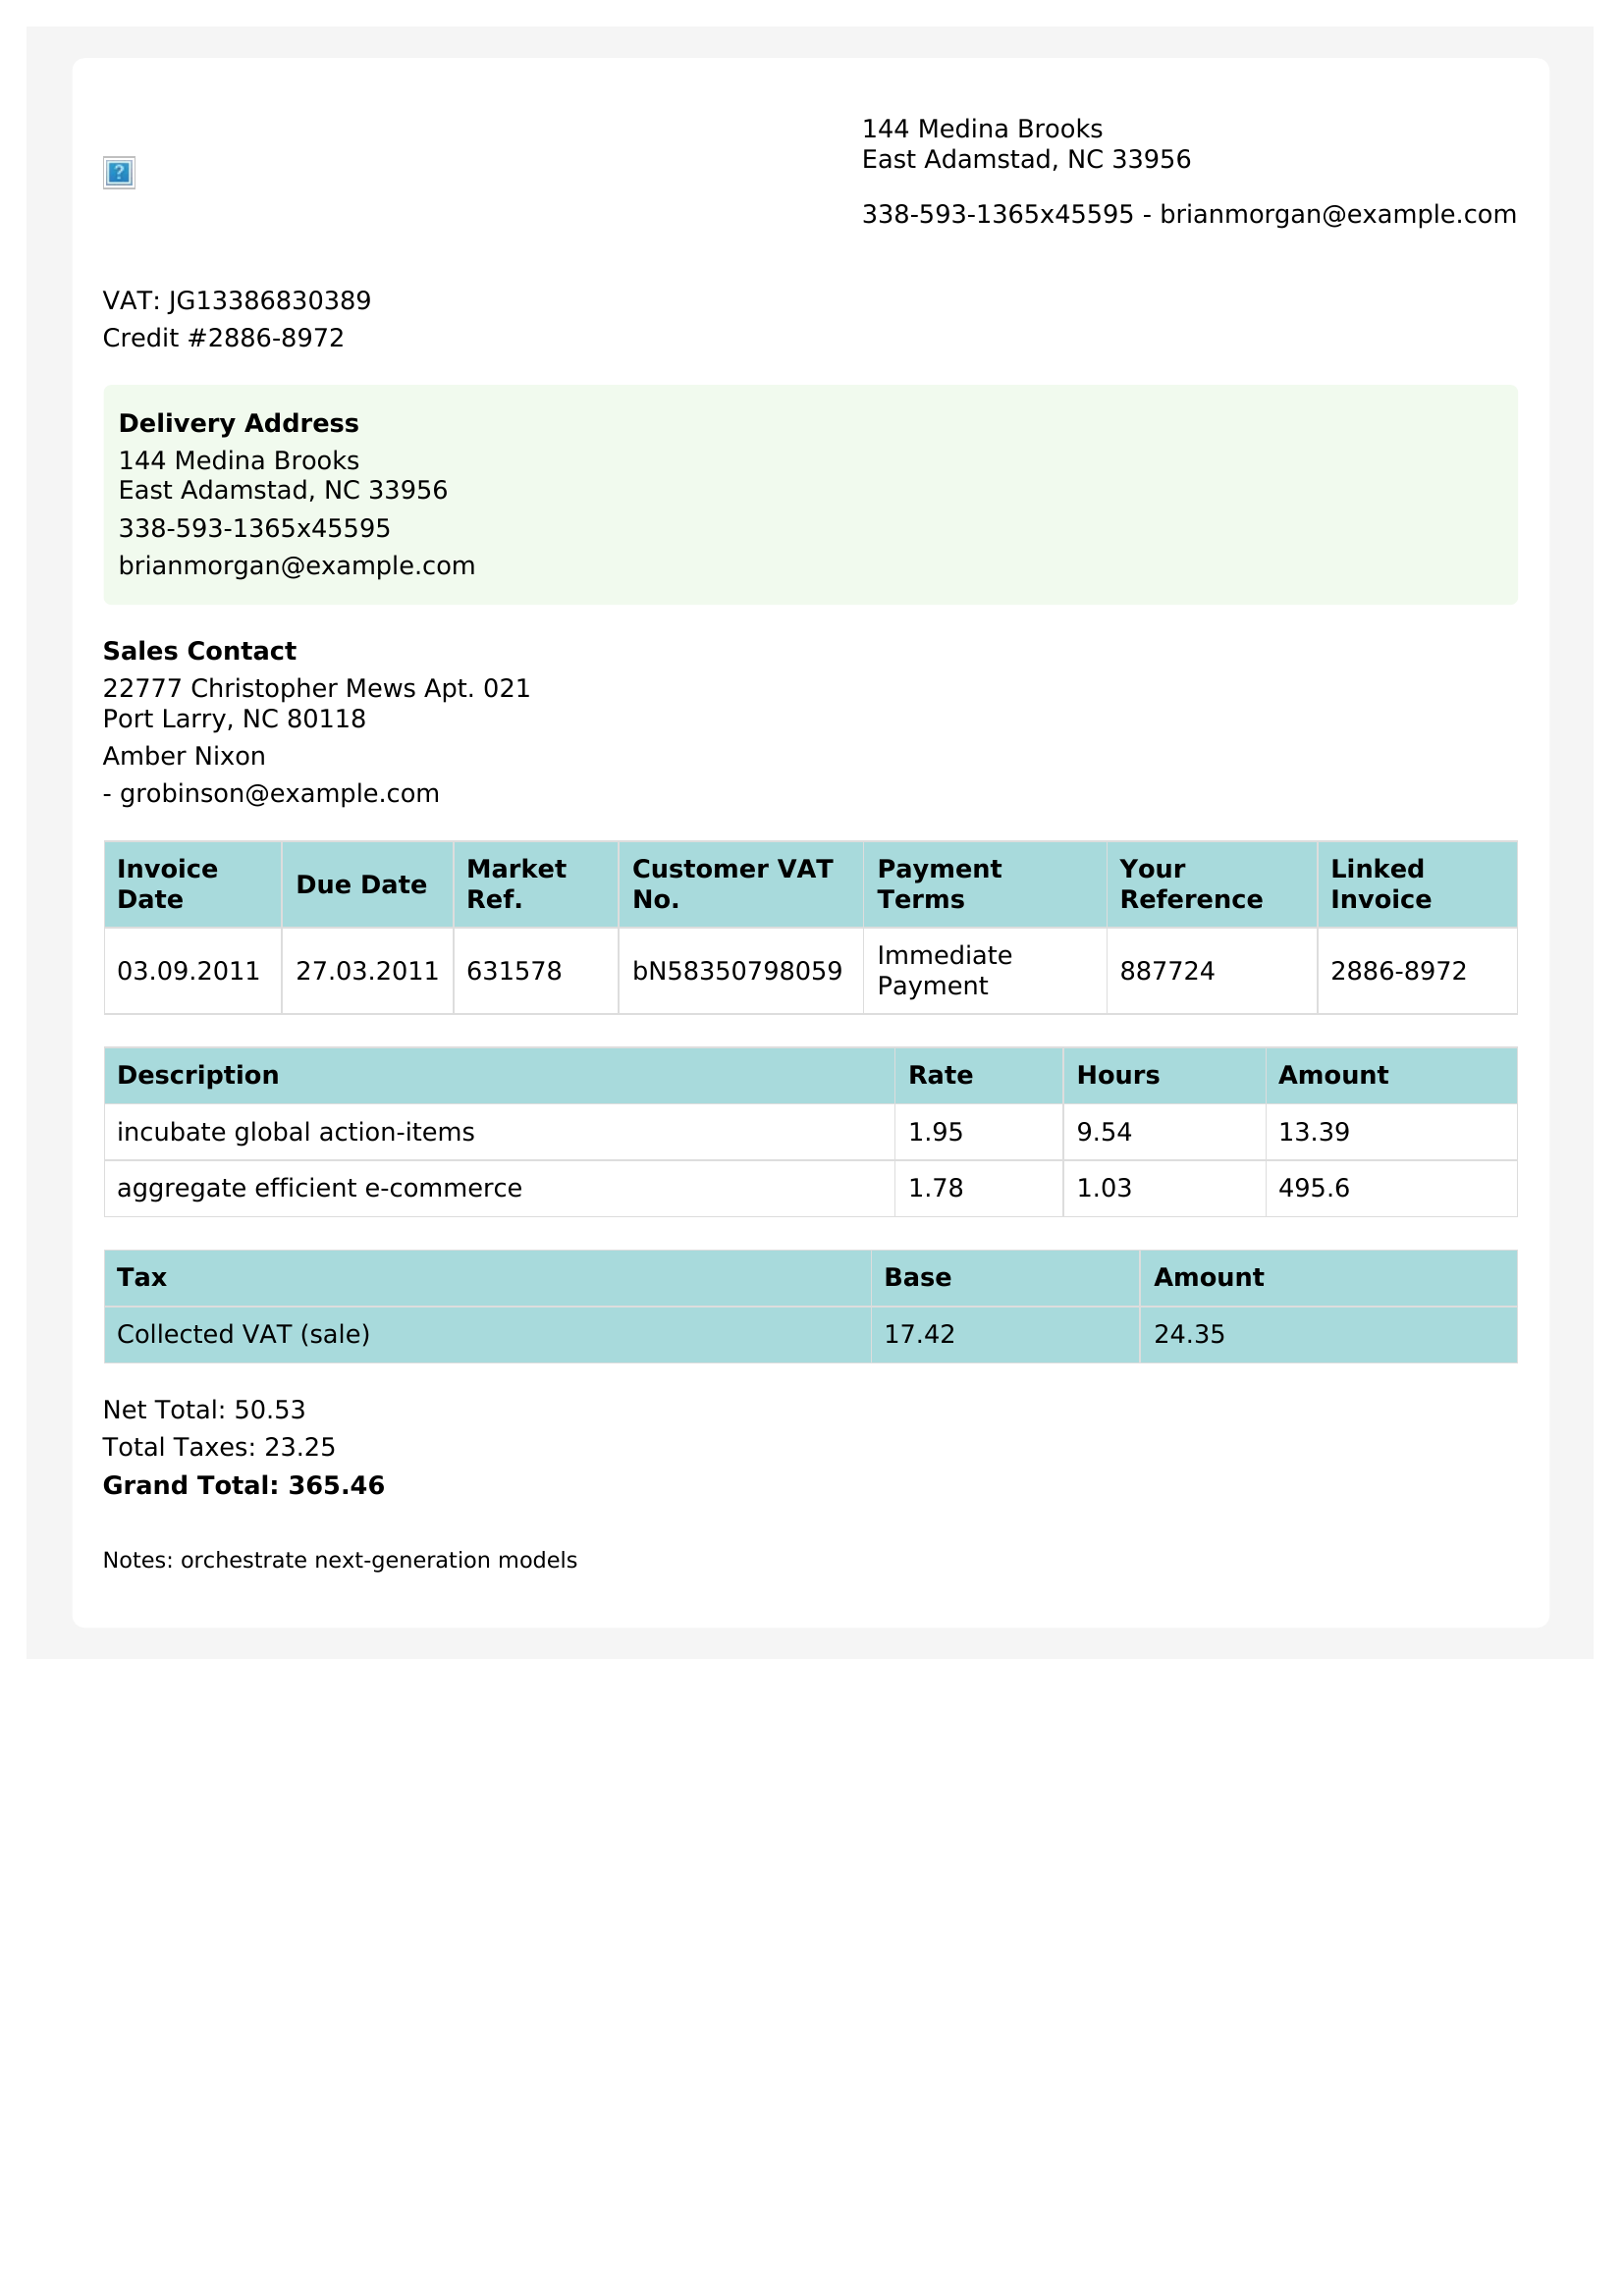 144 Medina Brooks
East Adamstad, NC 33956
338-593-1365x45595 - brianmorgan@example.com
VAT: JG13386830389
Credit #2886-8972
Delivery Address
144 Medina Brooks
East Adamstad, NC 33956
338-593-1365x45595
brianmorgan@example.com
Sales Contact
22777 Christopher Mews Apt. 021
Port Larry, NC 80118
Amber Nixon
- grobinson@example.com
Invoice Date Due Date Market Ref. Customer VAT No. Payment Terms Your Reference Linked Invoice
03.09.2011 27.03.2011 631578 bN58350798059 Immediate Payment 887724 2886-8972
Description Rate Hours Amount
incubate global action-items 1.95 9.54 13.39
aggregate efficient e-commerce 1.78 1.03 495.6
Tax Base Amount
Collected VAT (sale) 17.42 24.35
Net Total: 50.53
Total Taxes: 23.25
Grand Total: 365.46
Notes: orchestrate next-generation models